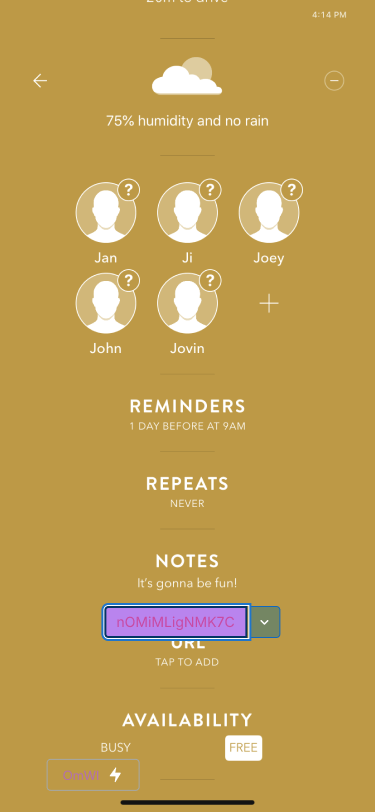 4:14 PM
75% humidity and no rain
?
?
?
Jan
Ji
Joey
?
?
John
Jovin
REMINDERS
1 DAY BEFORE AT 9AM
REPEATS
NEVER
NOTES
It's gonna be fun!
nOMiMLigNMK7C
URL
TAP TO ADD
AVAILABILITY
BUSY
FREE
OmWI